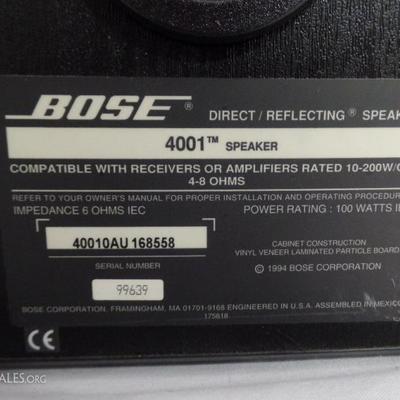 BOSE® DIRECT / REFLECTING® SPEAK
4001™ SPEAKER
COMPATIBLE WITH RECEIVERS OR AMPLIFIERS RATED 10-200W/C
4-8 OHMS
REFER TO YOUR OWNER'S MANUAL FOR PROPER INSTALLATION AND OPERATING PROCEDURE
IMPEDANCE 6 OHMS IEC POWER RATING : 100 WATTS IE
40010AU 168558
SERIAL NUMBER
99639
CABINET CONSTRUCTION
VINYL VENEER LAMINATED PARTICLE BOARD
© 1994 BOSE CORPORATION
BOSE CORPORATION, FRAMINGHAM, MA 01701-9168 ENGINEERED IN U.S.A. ASSEMBLED IN MEXICO
175618
CE
ALES.ORG